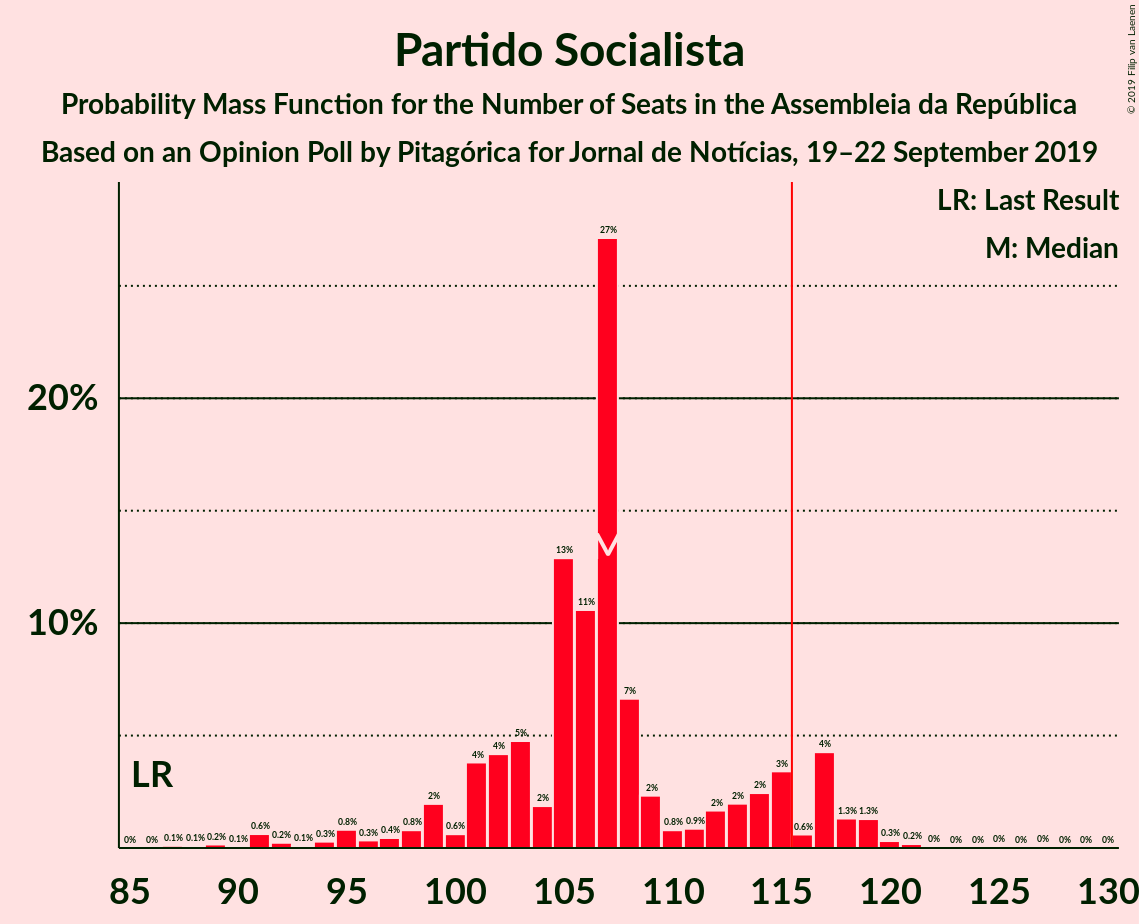 Partido Socialista
Probability Mass Function for the Number of Seats in the Assembleia da República
Based on an Opinion Poll by Pitagórica for Jornal de Notícias, 19–22 September 2019
© 2019 Filip van Laenen
LR: Last Result
M: Median
20%
10%
LR
M
0% 0% 0.1% 0.1% 0.2% 0.1% 0.6% 0.2% 0.1% 0.3% 0.8% 0.3% 0.4% 0.8% 2% 0.6% 4% 4% 5% 2% 13% 11% 27% 7% 2% 0.8% 0.9% 2% 2% 2% 3% 0.6% 4% 1.3% 1.3% 0.3% 0.2% 0% 0% 0% 0% 0% 0% 0% 0% 0%
85 90 95 100 105 110 115 120 125 130